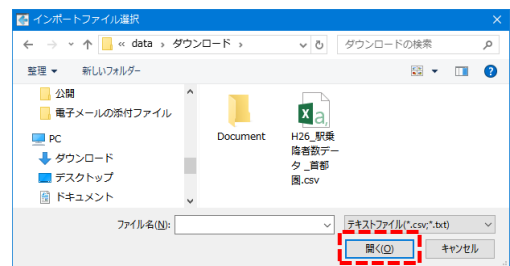 インポートファイル選択
« data › ダウンロード ›
ダウンロードの検索
整理 新しいフォルダー
公開
電子メールの添付ファイル
PC
ダウンロード
デスクトップ
ドキュメント
Document
H26_駅乗
降者数デー
タ _首都
圏.csv
ファイル名(N):
テキストファイル(*.csv;*.txt)
開く(O) キャンセル